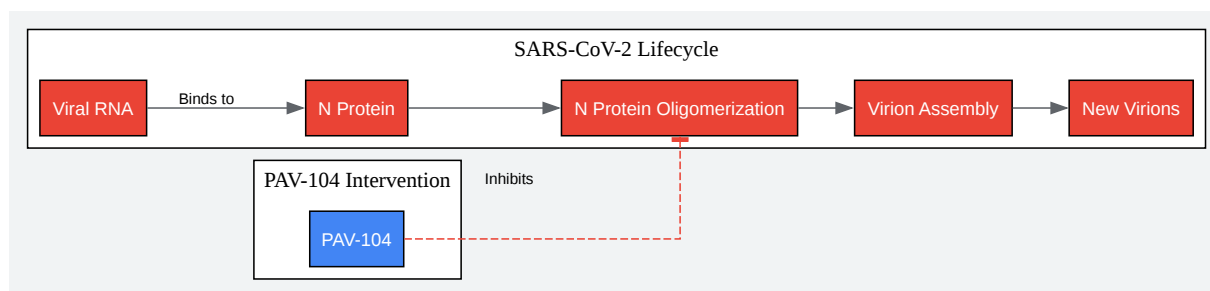 SARS-CoV-2 Lifecycle
Viral RNA
Binds to
N Protein
N Protein Oligomerization
Virion Assembly
New Virions
PAV-104 Intervention
Inhibits
PAV-104